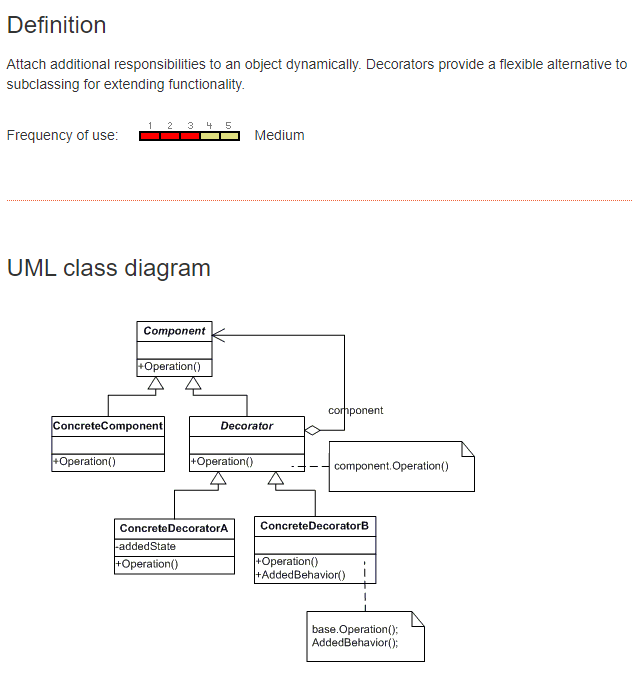 Definition
Attach additional responsibilities to an object dynamically. Decorators provide a flexible alternative to
subclassing for extending functionality.
1 2 3 4 5
Frequency of use: Medium
UML class diagram
Component
+Operation()
component
ConcreteComponent
+Operation()
Decorator
+Operation()
component.Operation()
ConcreteDecoratorA
-addedState
+Operation()
ConcreteDecoratorB
+Operation()
+AddedBehavior()
base.Operation();
AddedBehavior();